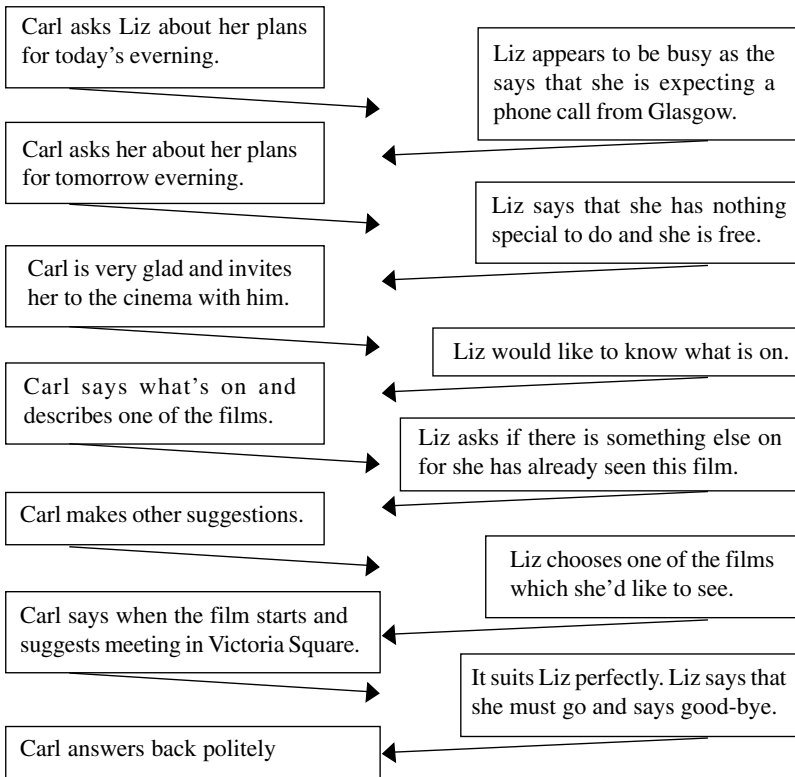 Carl asks Liz about her plans
for today's everning.
Liz appears to be busy as the
says that she is expecting a
phone call from Glasgow.
Carl asks her about her plans
for tomorrow everning.
Liz says that she has nothing
special to do and she is free.
Carl is very glad and invites
her to the cinema with him.
Liz would like to know what is on.
Carl says what's on and
describes one of the films.
Liz asks if there is something else on
for she has already seen this film.
Carl makes other suggestions.
Liz chooses one of the films
which she'd like to see.
Carl says when the film starts and
suggests meeting in Victoria Square.
It suits Liz perfectly. Liz says that
she must go and says good-bye.
Carl answers back politely